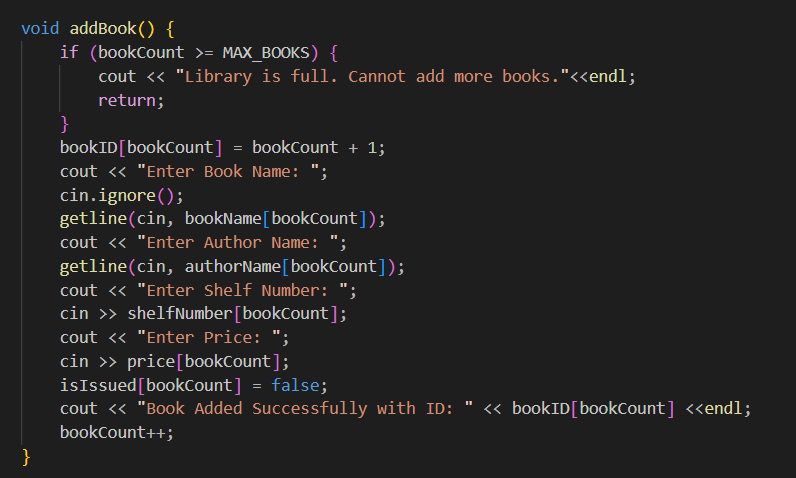 void addBook() {
    if (bookCount >= MAX_BOOKS) {
        cout << "Library is full. Cannot add more books."<<endl;
        return;
    }
    bookID[bookCount] = bookCount + 1;
    cout << "Enter Book Name: ";
    cin.ignore();
    getline(cin, bookName[bookCount]);
    cout << "Enter Author Name: ";
    getline(cin, authorName[bookCount]);
    cout << "Enter Shelf Number: ";
    cin >> shelfNumber[bookCount];
    cout << "Enter Price: ";
    cin >> price[bookCount];
    isIssued[bookCount] = false;
    cout << "Book Added Successfully with ID: " << bookID[bookCount] <<endl;
    bookCount++;
}